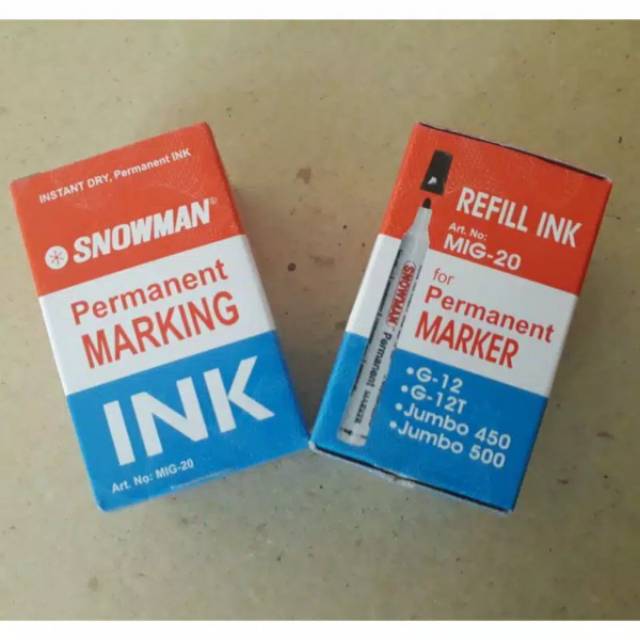 INSTANT DRY, Permanent INK
SNOWMAN®
Permanent
MARKING
INK
Art. No: MIG-20
REFILL INK
Art. No:
MIG-20
for
Permanent
MARKER
•G-12
•G-12T
•Jumbo 450
•Jumbo 500
SNOWMAN Permanent MARKER